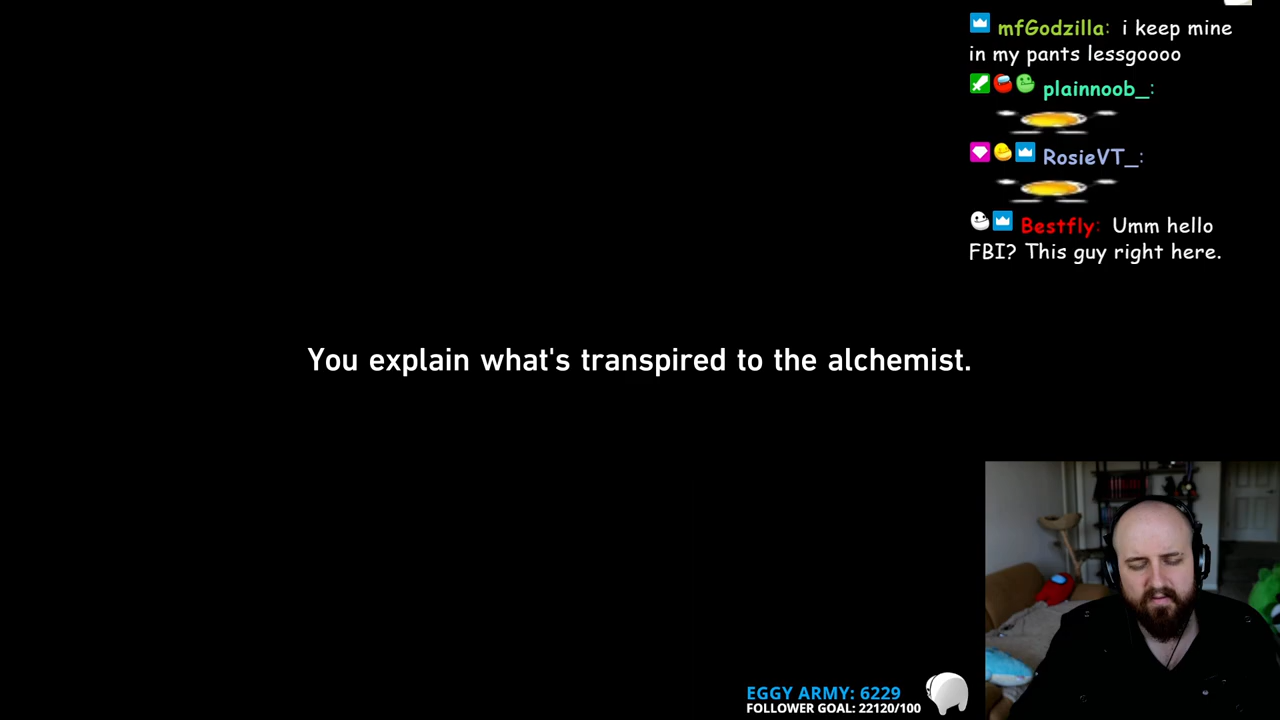 mfGodzilla: i keep mine
in my pants lessgoooo
plainnoob_:
RosieVT_:
Bestfly: Umm hello
FBI? This guy right here.
You explain what's transpired to the alchemist.
EGGY ARMY: 6229
FOLLOWER GOAL: 22120/100